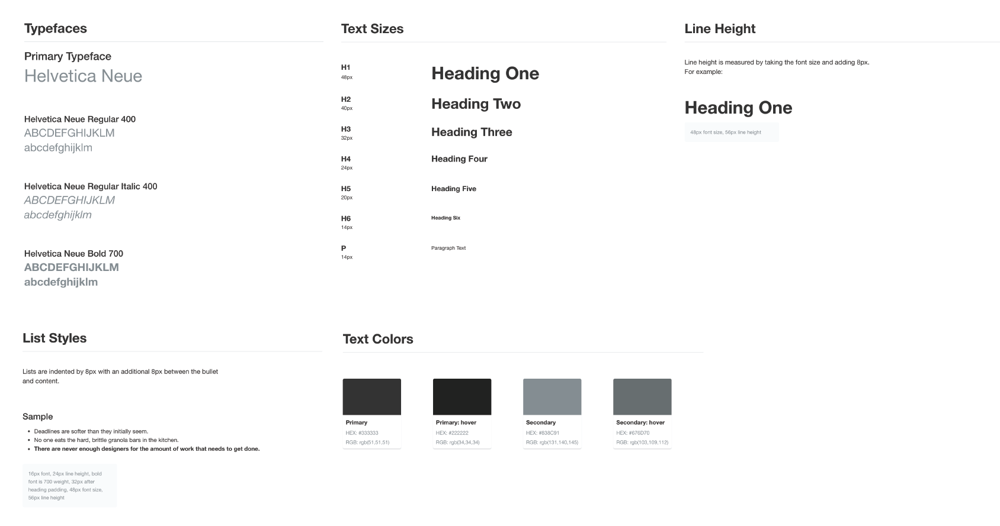 Typefaces
Primary Typeface
Helvetica Neue
Helvetica Neue Regular 400
ABCDEFGHIJKLM
abcdefghijklm
Helvetica Neue Regular Italic 400
ABCDEFGHIJKLM
abcdefghijklm
Helvetica Neue Bold 700
ABCDEFGHIJKLM
abcdefghijklm
Text Sizes
H1
48px
Heading One
H2
40px
Heading Two
H3
32px
Heading Three
H4
24px
Heading Four
H5
20px
Heading Five
H6
14px
Heading Six
P
14px
Paragraph Text
Line Height
Line height is measured by taking the font size and adding 8px.
For example:
Heading One
48px font size, 56px line height
List Styles
Lists are indented by 8px with an additional 8px between the bullet
and content.
Sample
• Deadlines are softer than they initially seem.
• No one eats the hard, brittle granola bars in the kitchen.
• There are never enough designers for the amount of work that needs to get done.
16px font, 24px line height, bold
font is 700 weight, 32px after
heading padding, 48px font size,
56px line height
Text Colors
Primary
HEX: #333333
RGB: rgb(51,51,51)
Primary: hover
HEX: #222222
RGB: rgb(34,34,34)
Secondary
HEX: #838C91
RGB: rgb(131,140,145)
Secondary: hover
HEX: #676D70
RGB: rgb(103,109,112)